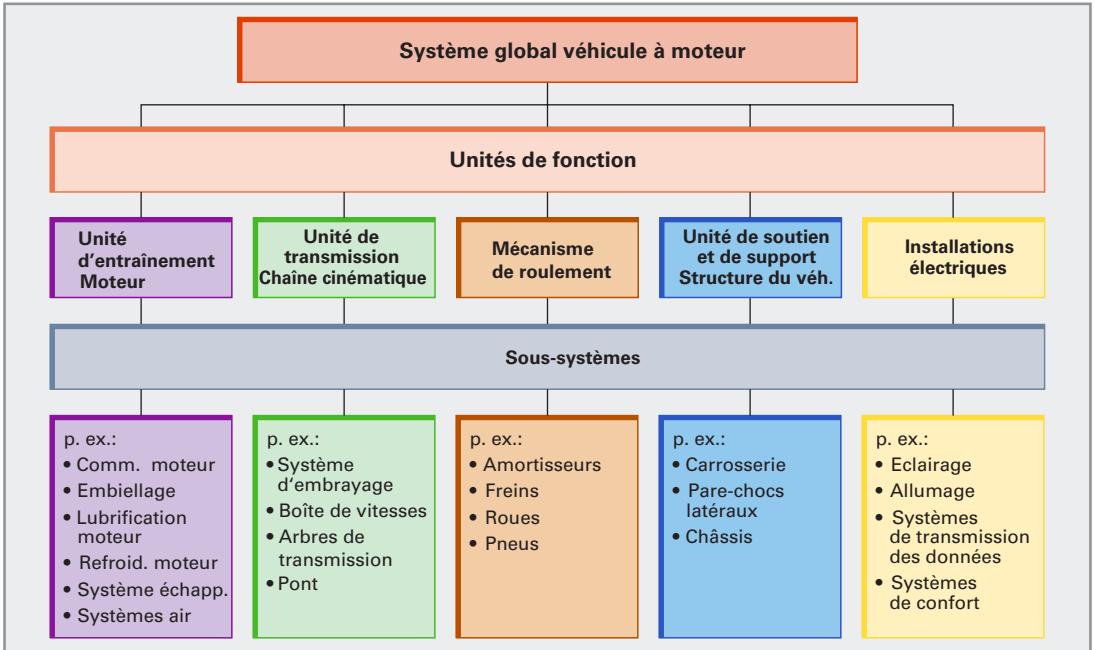 Système global véhicule à moteur
Unités de fonction
Unité
d'entraînement
Moteur
Unité de
transmission
Chaîne cinématique
Mécanisme
de roulement
Unité de soutien
et de support
Structure du véh.
Installations
électriques
Sous-systèmes
p. ex.:
• Comm. moteur
• Embiellage
• Lubrification
moteur
• Refroid. moteur
• Système échapp.
• Systèmes air
p. ex.:
• Système
d'embrayage
• Boîte de vitesses
• Arbres de
transmission
• Pont
p. ex.:
• Amortisseurs
• Freins
• Roues
• Pneus
p. ex.:
• Carrosserie
• Pare-chocs
latéraux
• Châssis
p. ex.:
• Eclairage
• Allumage
• Systèmes
de transmission
des données
• Systèmes
de confort